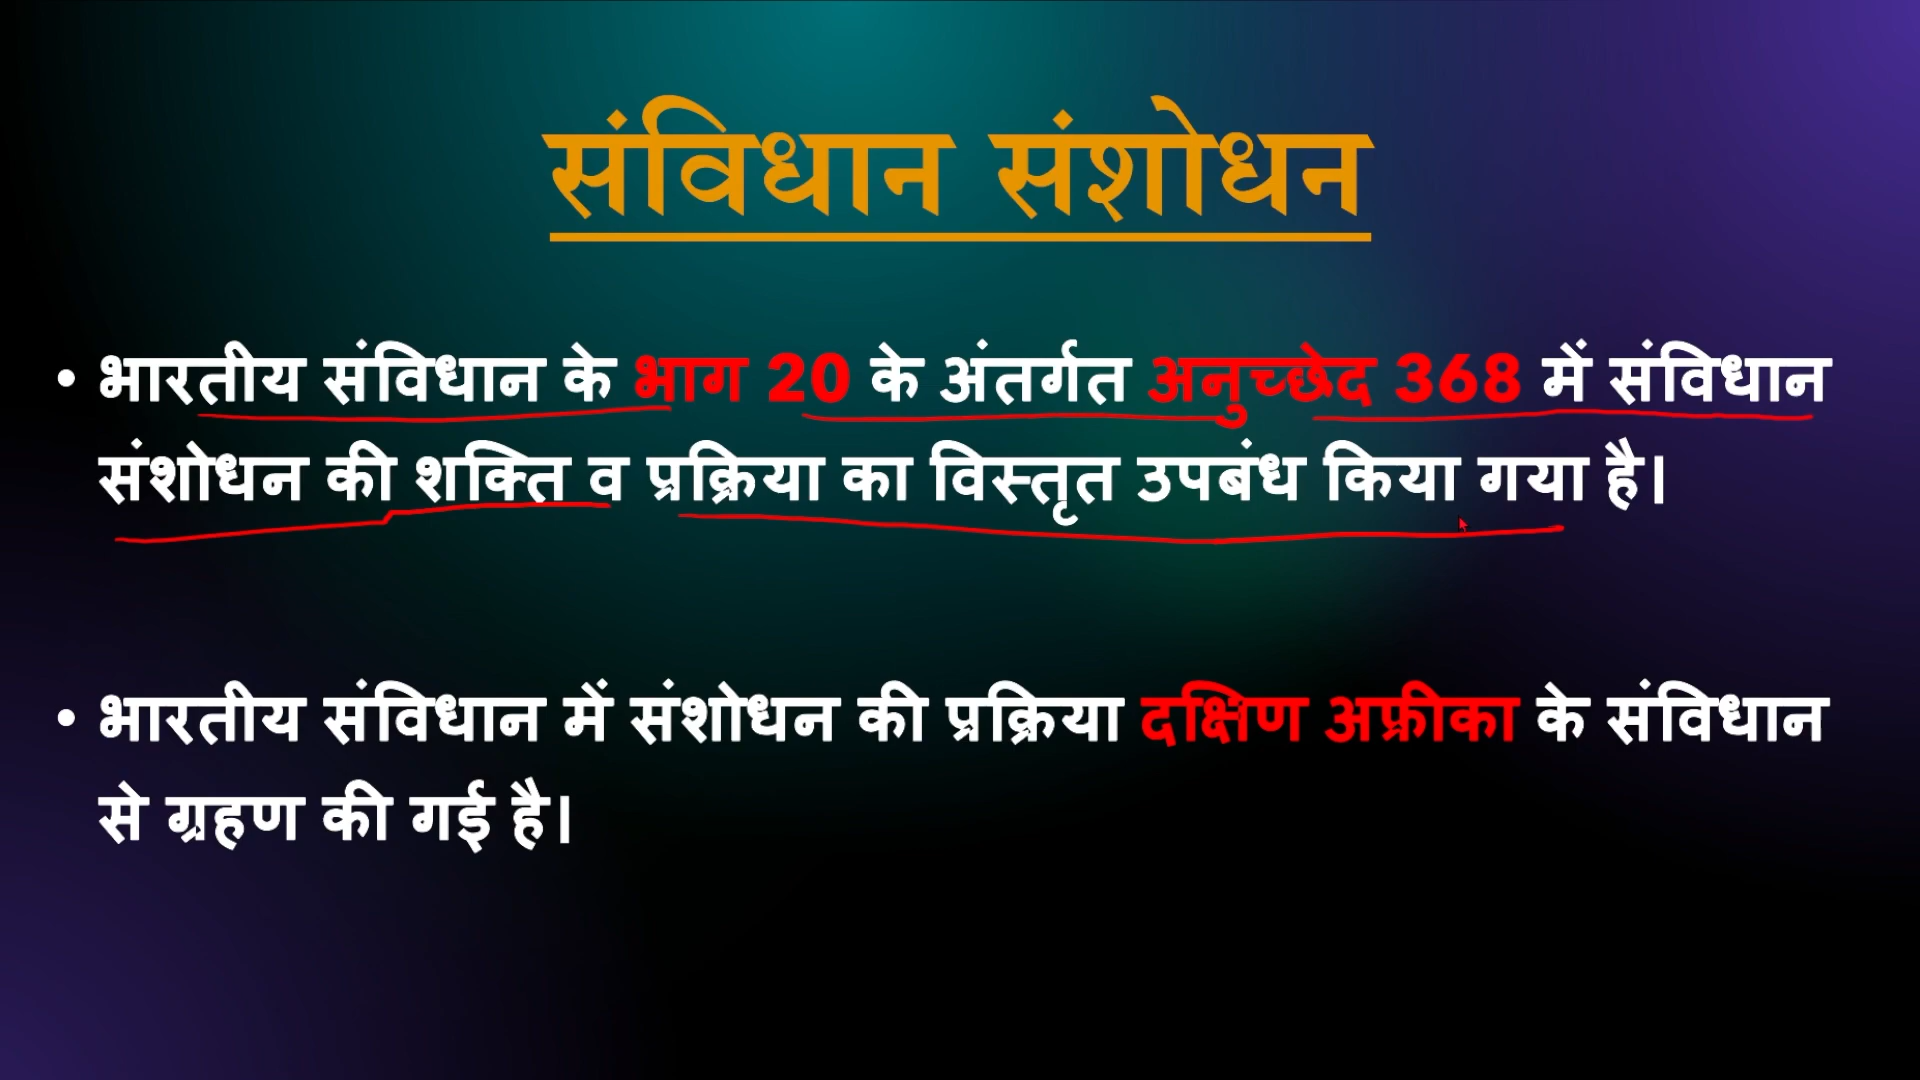 संविधान संशोधन
• भारतीय संविधान के भाग 20 के अंतर्गत अनुच्छेद 368 में संविधान
संशोधन की शक्ति व प्रक्रिया का विस्तृत उपबंध किया गया है।
• भारतीय संविधान में संशोधन की प्रक्रिया दक्षिण अफ्रीका के संविधान
से ग्रहण की गई है।